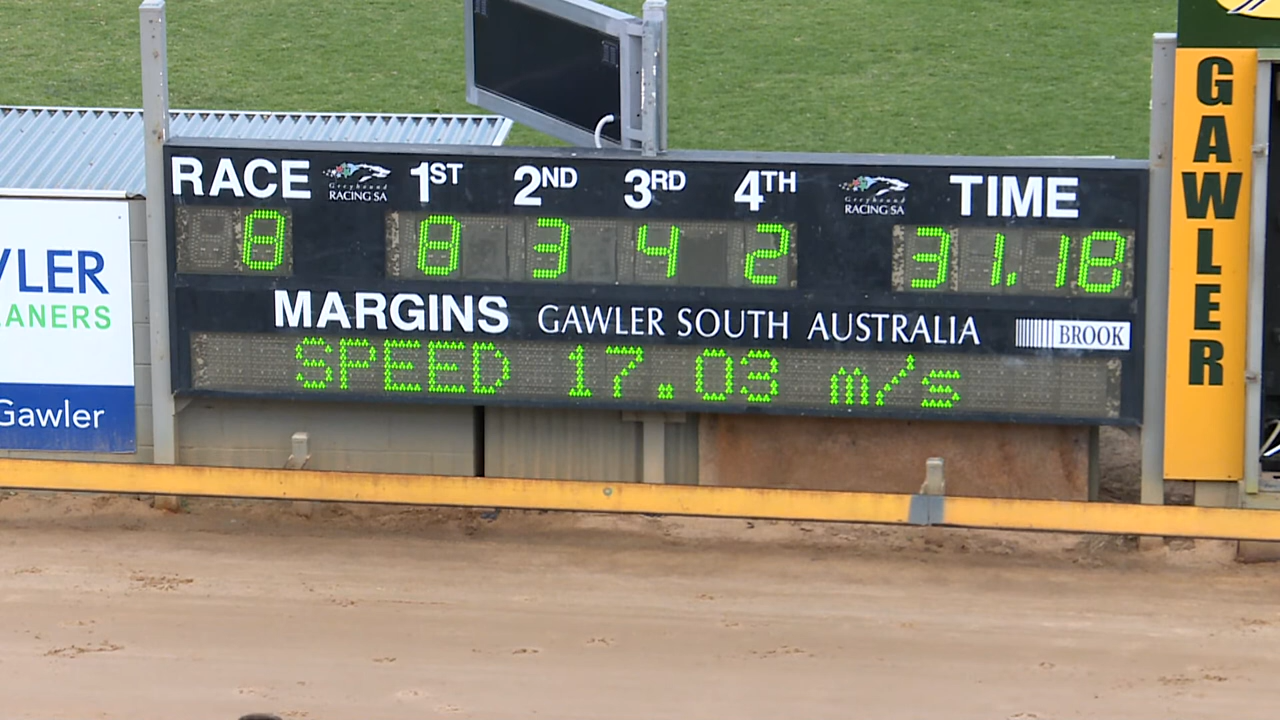 RACE Greyhound RACING SA 1ST 2ND 3RD 4TH Greyhound RACING SA TIME
8 8 3 4 2 31.18
MARGINS GAWLER SOUTH AUSTRALIA BROOK
SPEED 17.03 m/s
GAWLER
LER
ANERS
Gawler